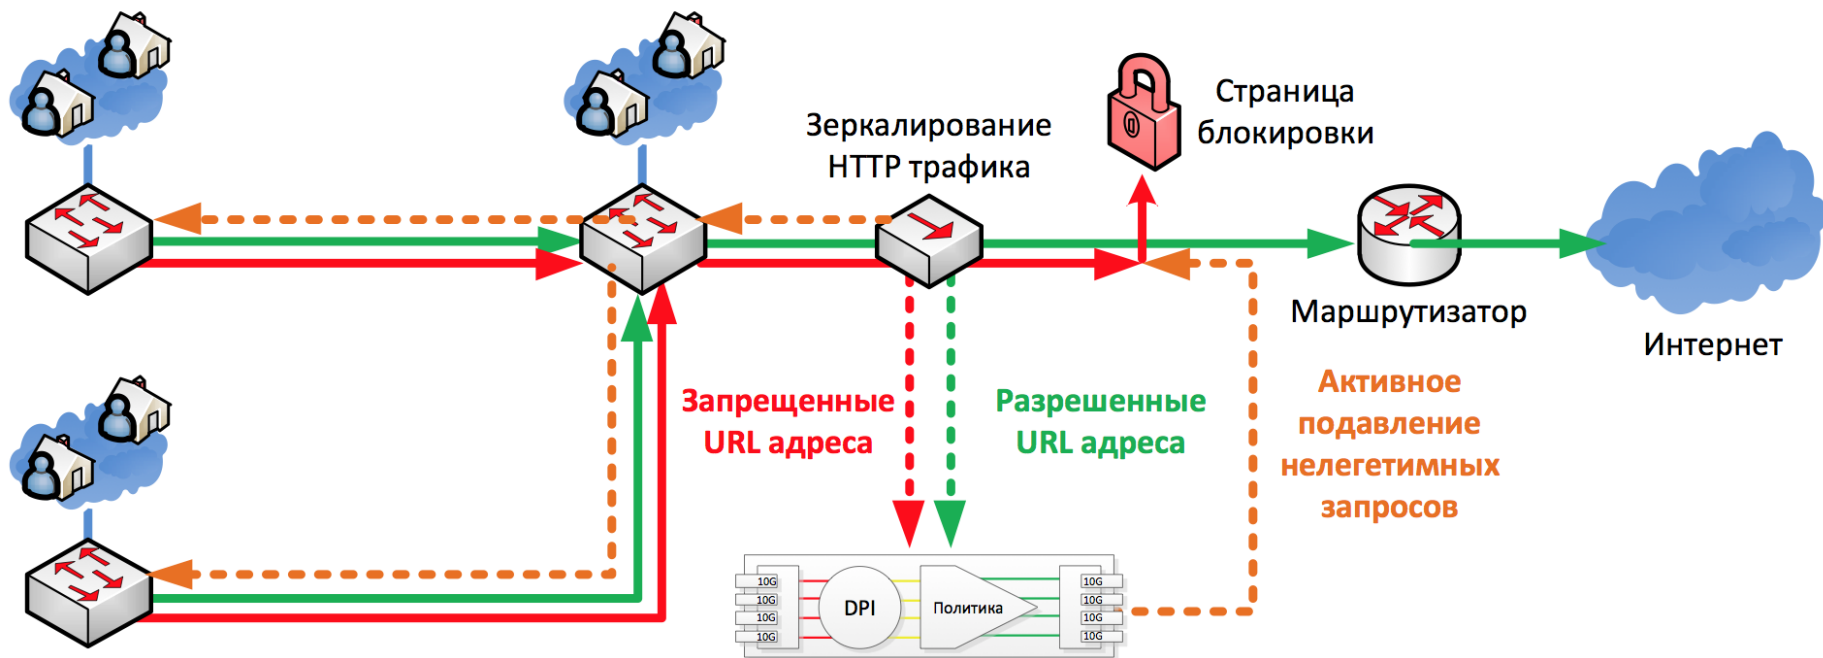 Зеркалирование
HTTP трафика
Страница
блокировки
Маршрутизатор
Интернет
Запрещенные
URL адреса
Разрешенные
URL адреса
Активное
подавление
нелегетимных
запросов
10G
10G
10G
10G
DPI
Политика
10G
10G
10G
10G